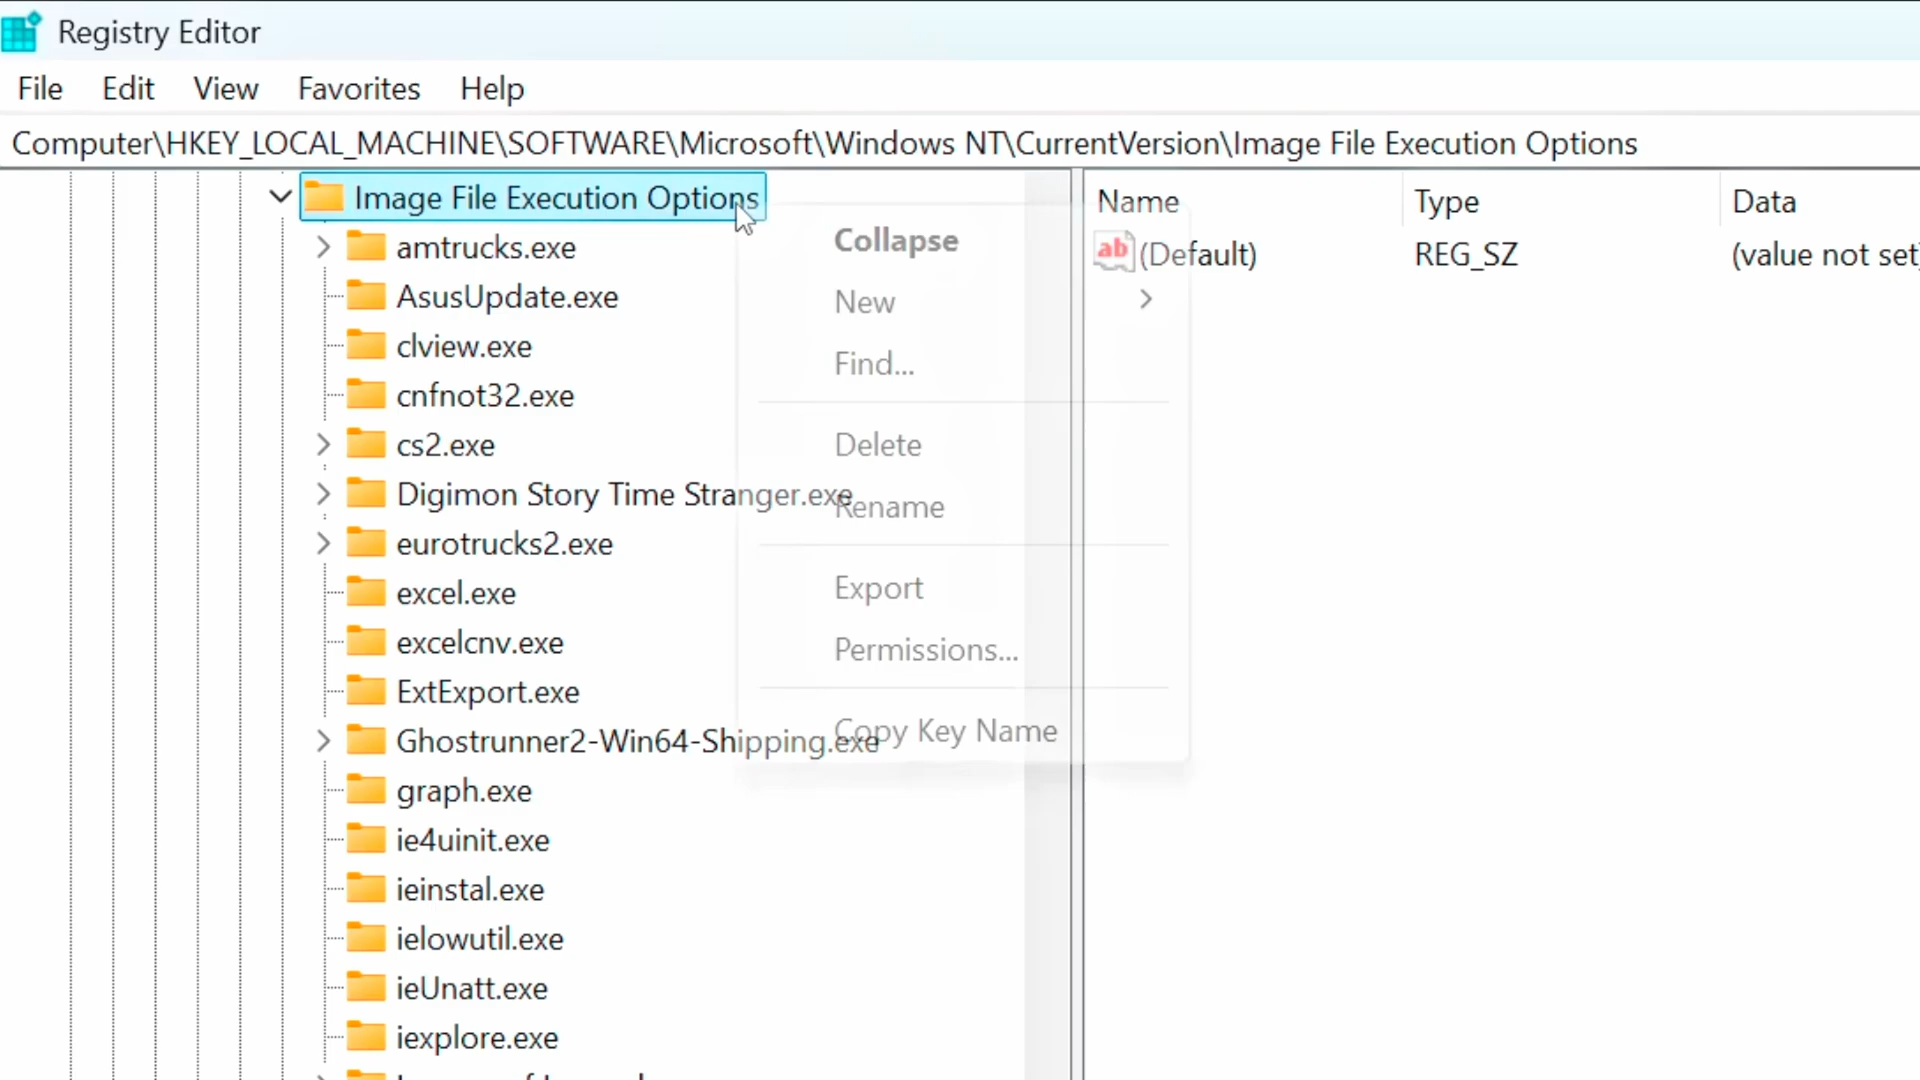 Registry Editor
File Edit View Favorites Help
Computer\HKEY_LOCAL_MACHINE\SOFTWARE\Microsoft\Windows NT\CurrentVersion\Image File Execution Options
Image File Execution Options
amtrucks.exe
AsusUpdate.exe
clview.exe
cnfnot32.exe
cs2.exe
Digimon Story Time Stranger.exe
eurotrucks2.exe
excel.exe
excelcnv.exe
ExtExport.exe
Ghostrunner2-Win64-Shipping.exe
graph.exe
ie4uinit.exe
ieinstal.exe
ielowutil.exe
ieUnatt.exe
iexplore.exe
Collapse
New
Find...
Delete
Rename
Export
Permissions...
Copy Key Name
Name Type Data
ab (Default) REG_SZ (value not set